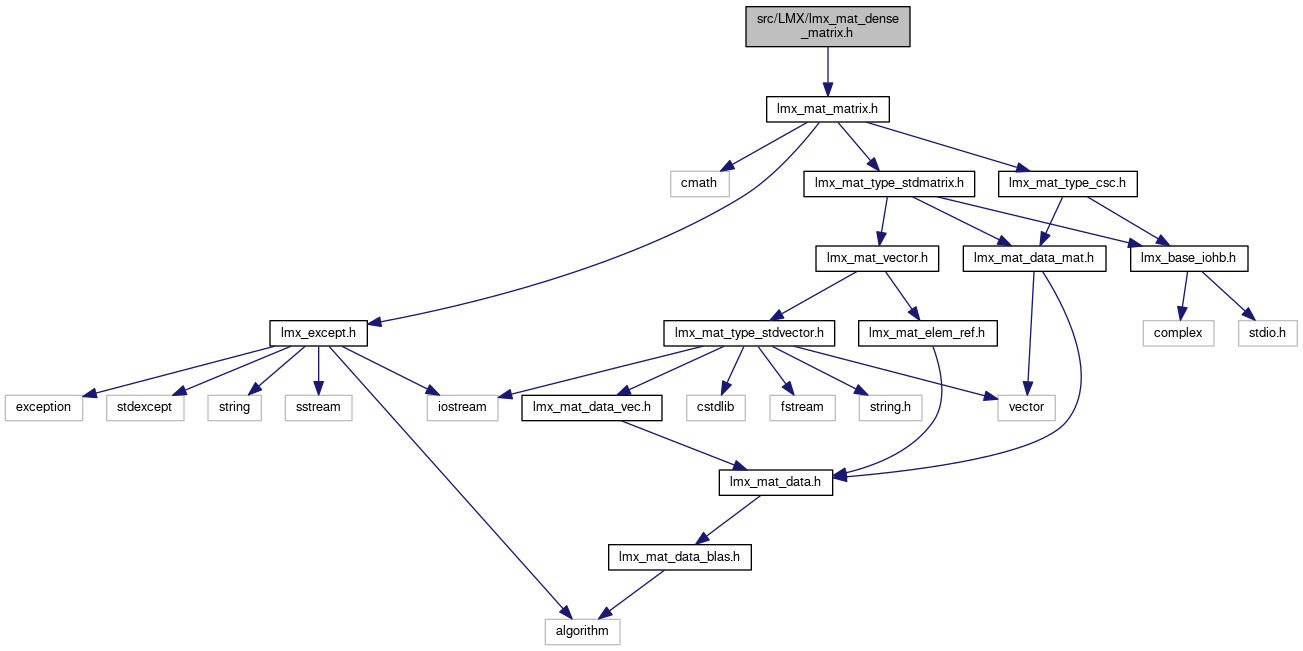 src/LMX/lmx_mat_dense
_matrix.h
lmx_mat_matrix.h
cmath
lmx_mat_type_stdmatrix.h
lmx_mat_type_csc.h
lmx_mat_vector.h
lmx_mat_data_mat.h
lmx_base_iohb.h
lmx_except.h
lmx_mat_type_stdvector.h
lmx_mat_elem_ref.h
complex
stdio.h
exception
stdexcept
string
sstream
iostream
lmx_mat_data_vec.h
cstdlib
fstream
string.h
vector
lmx_mat_data.h
lmx_mat_data_blas.h
algorithm